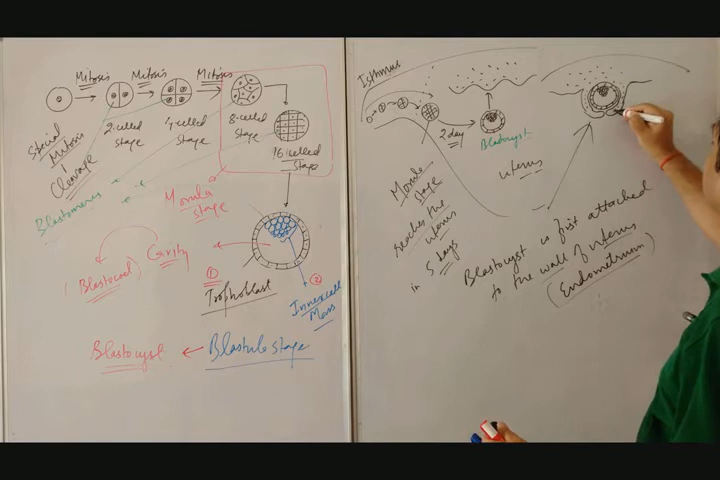 Mitosis Mitosis Mitosis
2 celled stage
4 celled stage
8 celled stage
16 celled stage
Special Mitosis
Cleavage
Blastomeres
Morula stage
(Blastocoel) Cavity
① Trophoblast
② Inner cell Mass
Blastocyst ← Blastula stage
Isthmus
2 day
Blastocyst
uterus
Morula stage
reaches the uterus
in 5 days
Blastocyst is first attached
to the wall of uterus
(Endometrium)